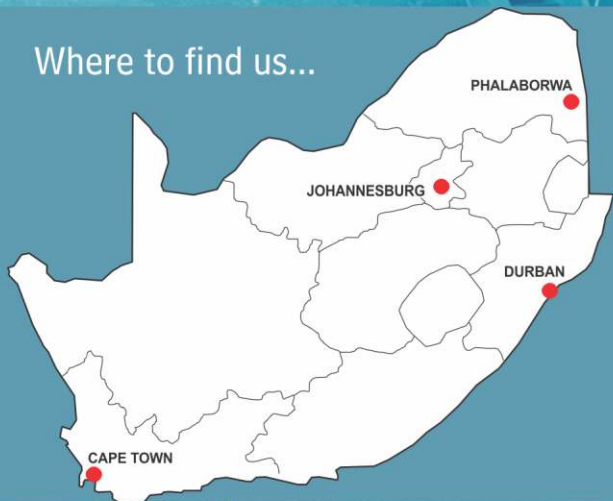 Where to find us...
PHALABORWA
JOHANNESBURG
DURBAN
CAPE TOWN